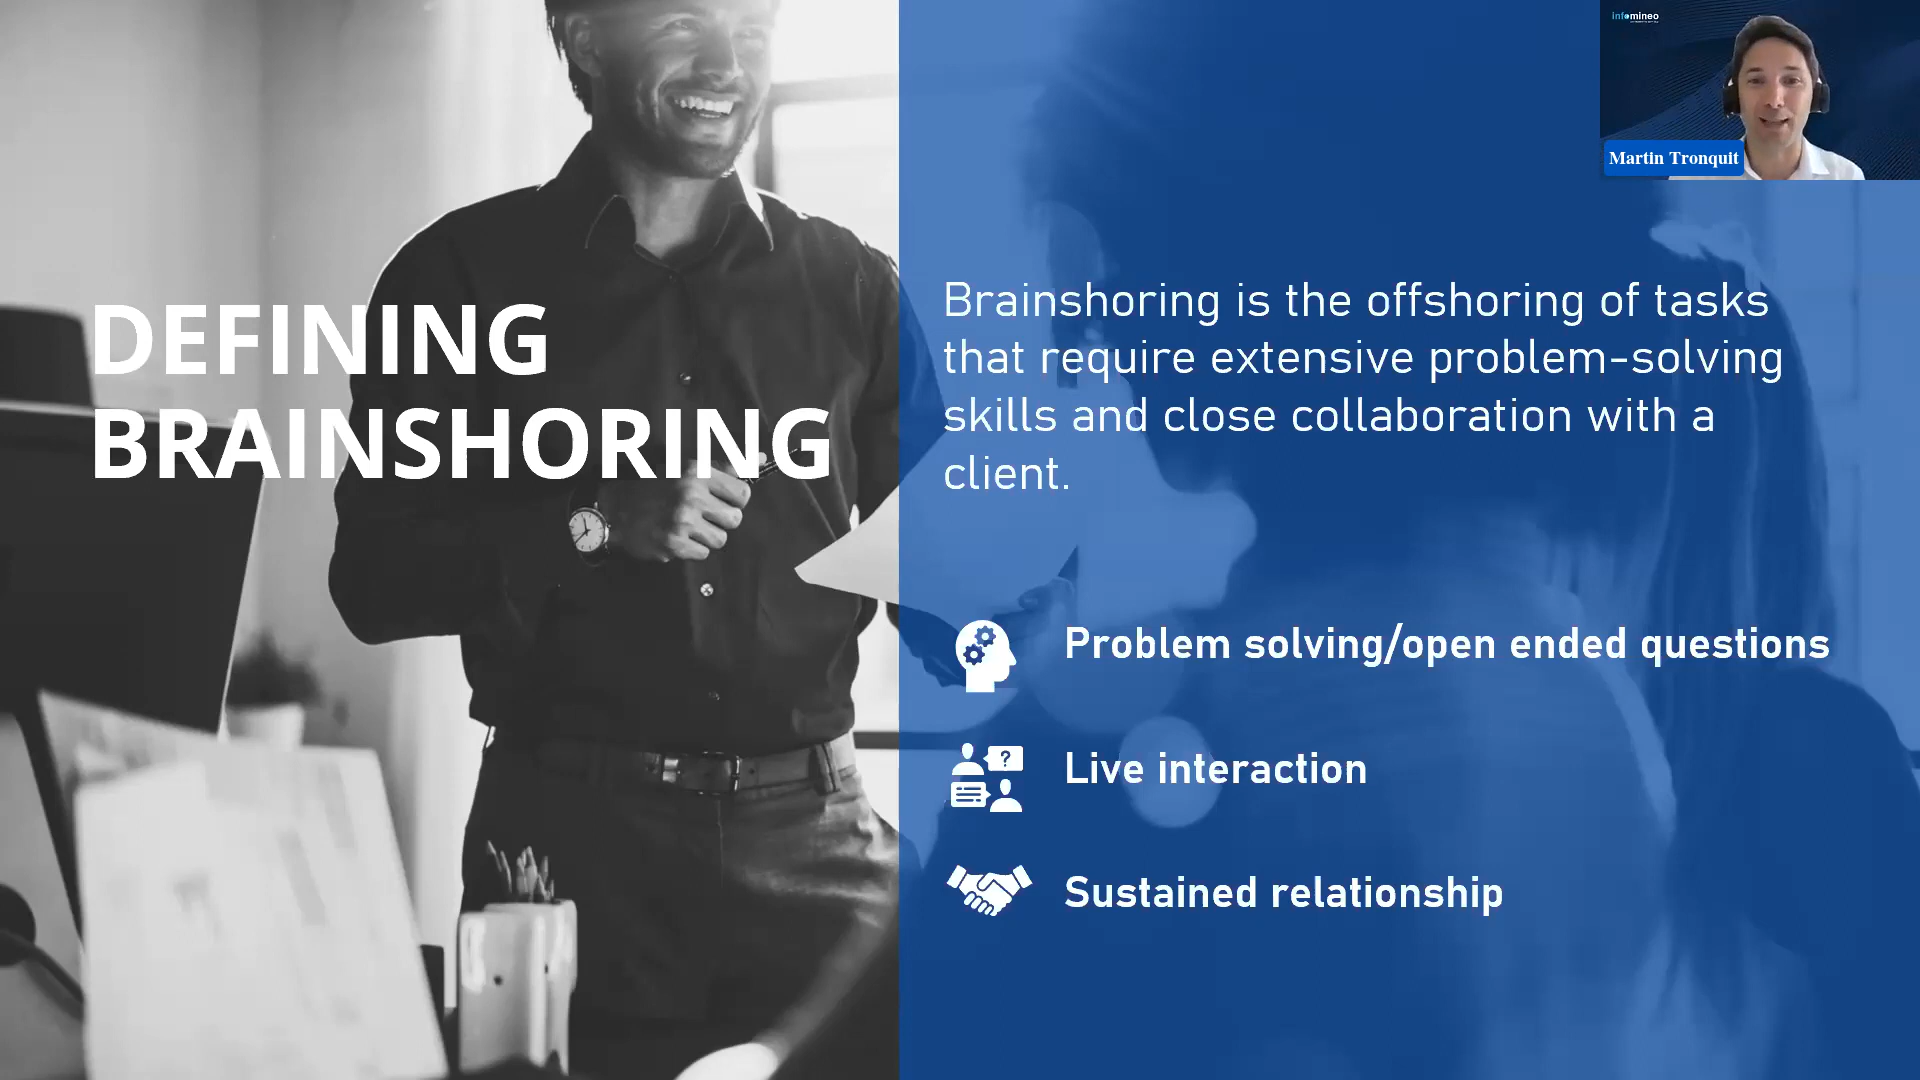 infomineo
Martin Tronquit
DEFINING
BRAINSHORING
Brainshoring is the offshoring of tasks
that require extensive problem-solving
skills and close collaboration with a
client.
Problem solving/open ended questions
?
Live interaction
Sustained relationship